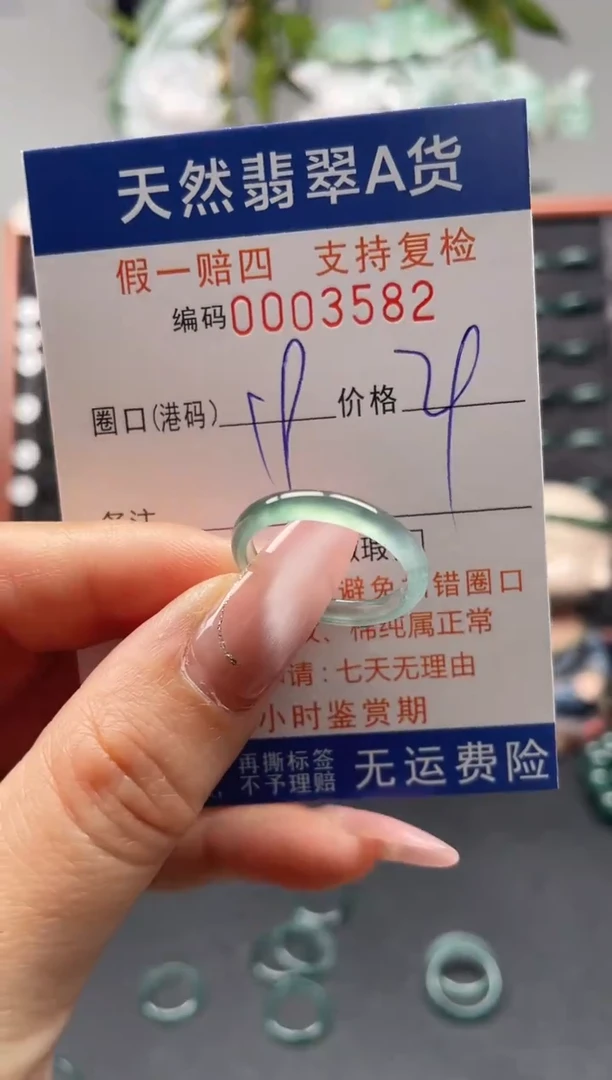 天然翡翠A货
假一赔四 支持复检
编码0003582
圈口(港码) 价格
备注
瑕
避免 错圈口
、棉纯属正常
请：七天无理由
小时鉴赏期
再撕标签
不予理赔
无运费险